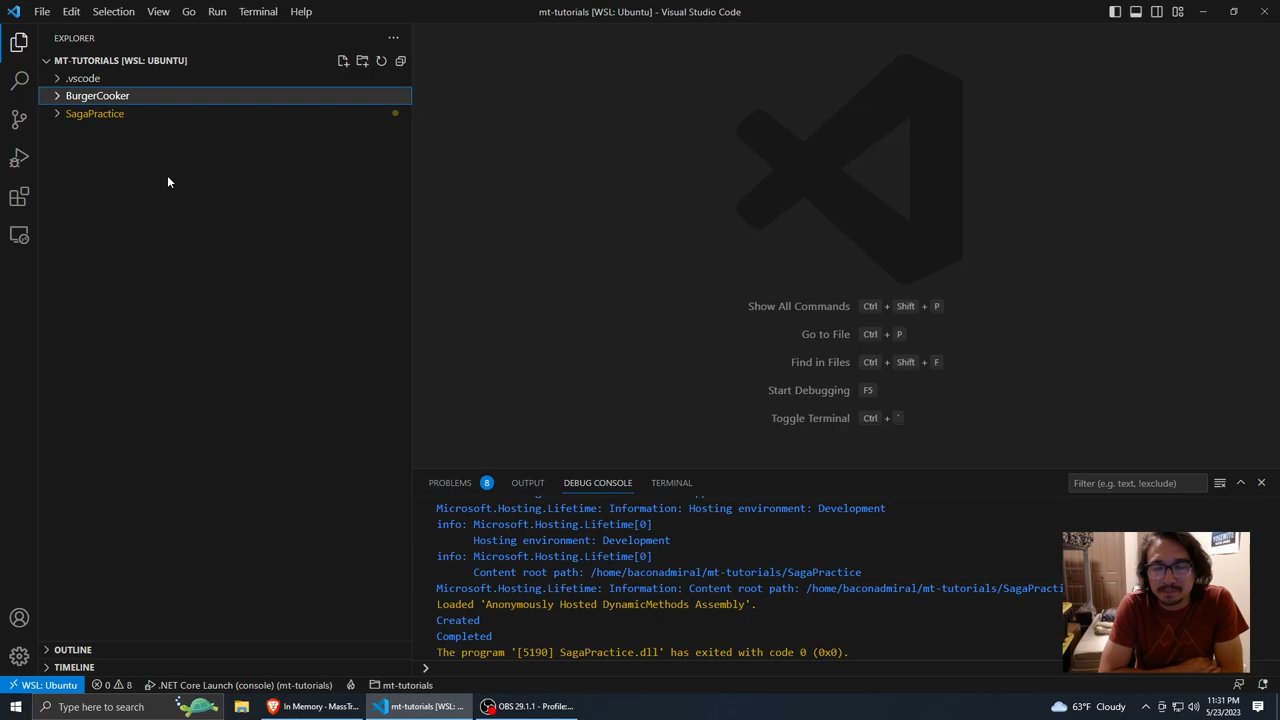 File Edit Selection View Go Run Terminal Help
mt-tutorials [WSL: Ubuntu] - Visual Studio Code
EXPLORER
MT-TUTORIALS [WSL: UBUNTU]
.vscode
BurgerCooker
SagaPractice
Show All Commands Ctrl + Shift + P
Go to File Ctrl + P
Find in Files Ctrl + Shift + F
Start Debugging F5
Toggle Terminal Ctrl + `
PROBLEMS 8 OUTPUT DEBUG CONSOLE TERMINAL
Filter (e.g. text, !exclude)
Microsoft.Hosting.Lifetime: Information: Hosting environment: Development
info: Microsoft.Hosting.Lifetime[0]
Hosting environment: Development
info: Microsoft.Hosting.Lifetime[0]
Content root path: /home/baconadmiral/mt-tutorials/SagaPractice
Microsoft.Hosting.Lifetime: Information: Content root path: /home/baconadmiral/mt-tutorials/SagaPracti
Loaded 'Anonymously Hosted DynamicMethods Assembly'.
Created
Completed
The program '[5190] SagaPractice.dll' has exited with code 0 (0x0).
OUTLINE
TIMELINE
WSL: Ubuntu 0 8 .NET Core Launch (console) (mt-tutorials) mt-tutorials
Type here to search
In Memory - MassTr...
mt-tutorials [WSL: ...
OBS 29.1.1 - Profile:...
63°F Cloudy
11:31 PM
5/23/2023